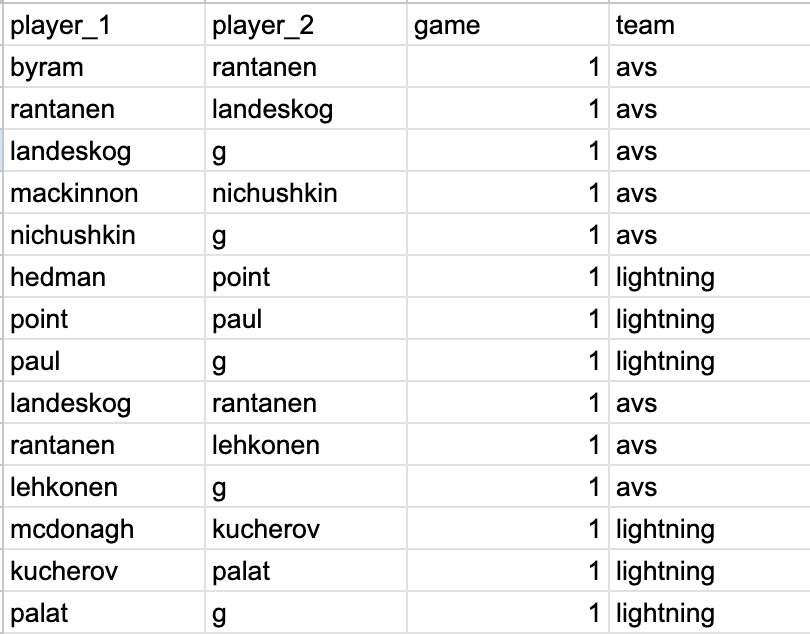 player_1 player_2 game team
byram rantanen 1 avs
rantanen landeskog 1 avs
landeskog g 1 avs
mackinnon nichushkin 1 avs
nichushkin g 1 avs
hedman point 1 lightning
point paul 1 lightning
paul g 1 lightning
landeskog rantanen 1 avs
rantanen lehkonen 1 avs
lehkonen g 1 avs
mcdonagh kucherov 1 lightning
kucherov palat 1 lightning
palat g 1 lightning